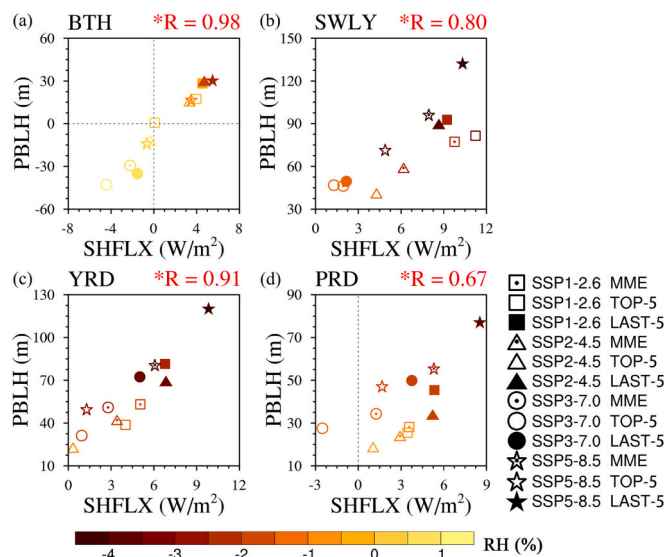 (a) BTH *R = 0.98
PBLH (m)
60
30
0
-30
-60
-8 -4 0 4 8
SHFLX (W/m²)
(b) SWLY *R = 0.80
PBLH (m)
150
120
90
60
30
0 3 6 9 12
SHFLX (W/m²)
(c) YRD *R = 0.91
PBLH (m)
130
100
70
40
10
0 3 6 9 12
SHFLX (W/m²)
(d) PRD *R = 0.67
PBLH (m)
90
70
50
30
10
-3 0 3 6 9
SHFLX (W/m²)
SSP1-2.6 MME
SSP1-2.6 TOP-5
SSP1-2.6 LAST-5
SSP2-4.5 MME
SSP2-4.5 TOP-5
SSP2-4.5 LAST-5
SSP3-7.0 MME
SSP3-7.0 TOP-5
SSP3-7.0 LAST-5
SSP5-8.5 MME
SSP5-8.5 TOP-5
SSP5-8.5 LAST-5
RH (%)
-4 -3 -2 -1 0 1